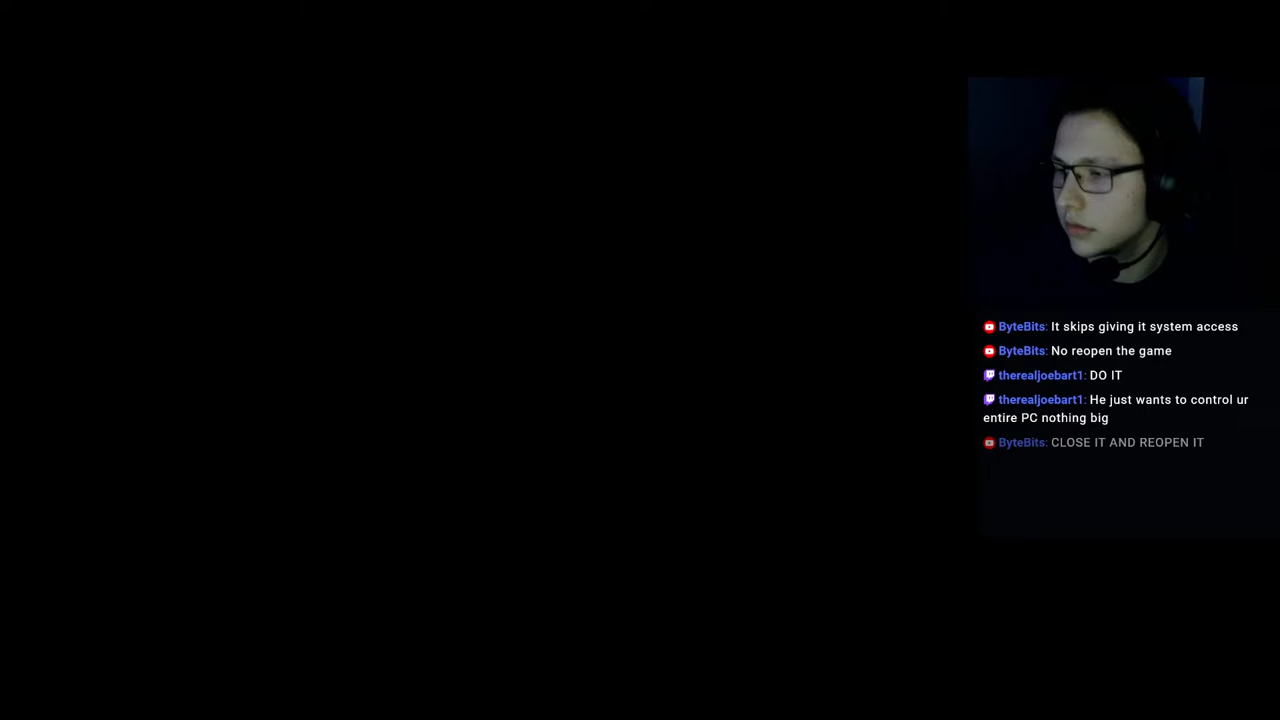 ByteBits: It skips giving it system access
ByteBits: No reopen the game
therealjoebart1: DO IT
therealjoebart1: He just wants to control ur
entire PC nothing big
ByteBits: CLOSE IT AND REOPEN IT